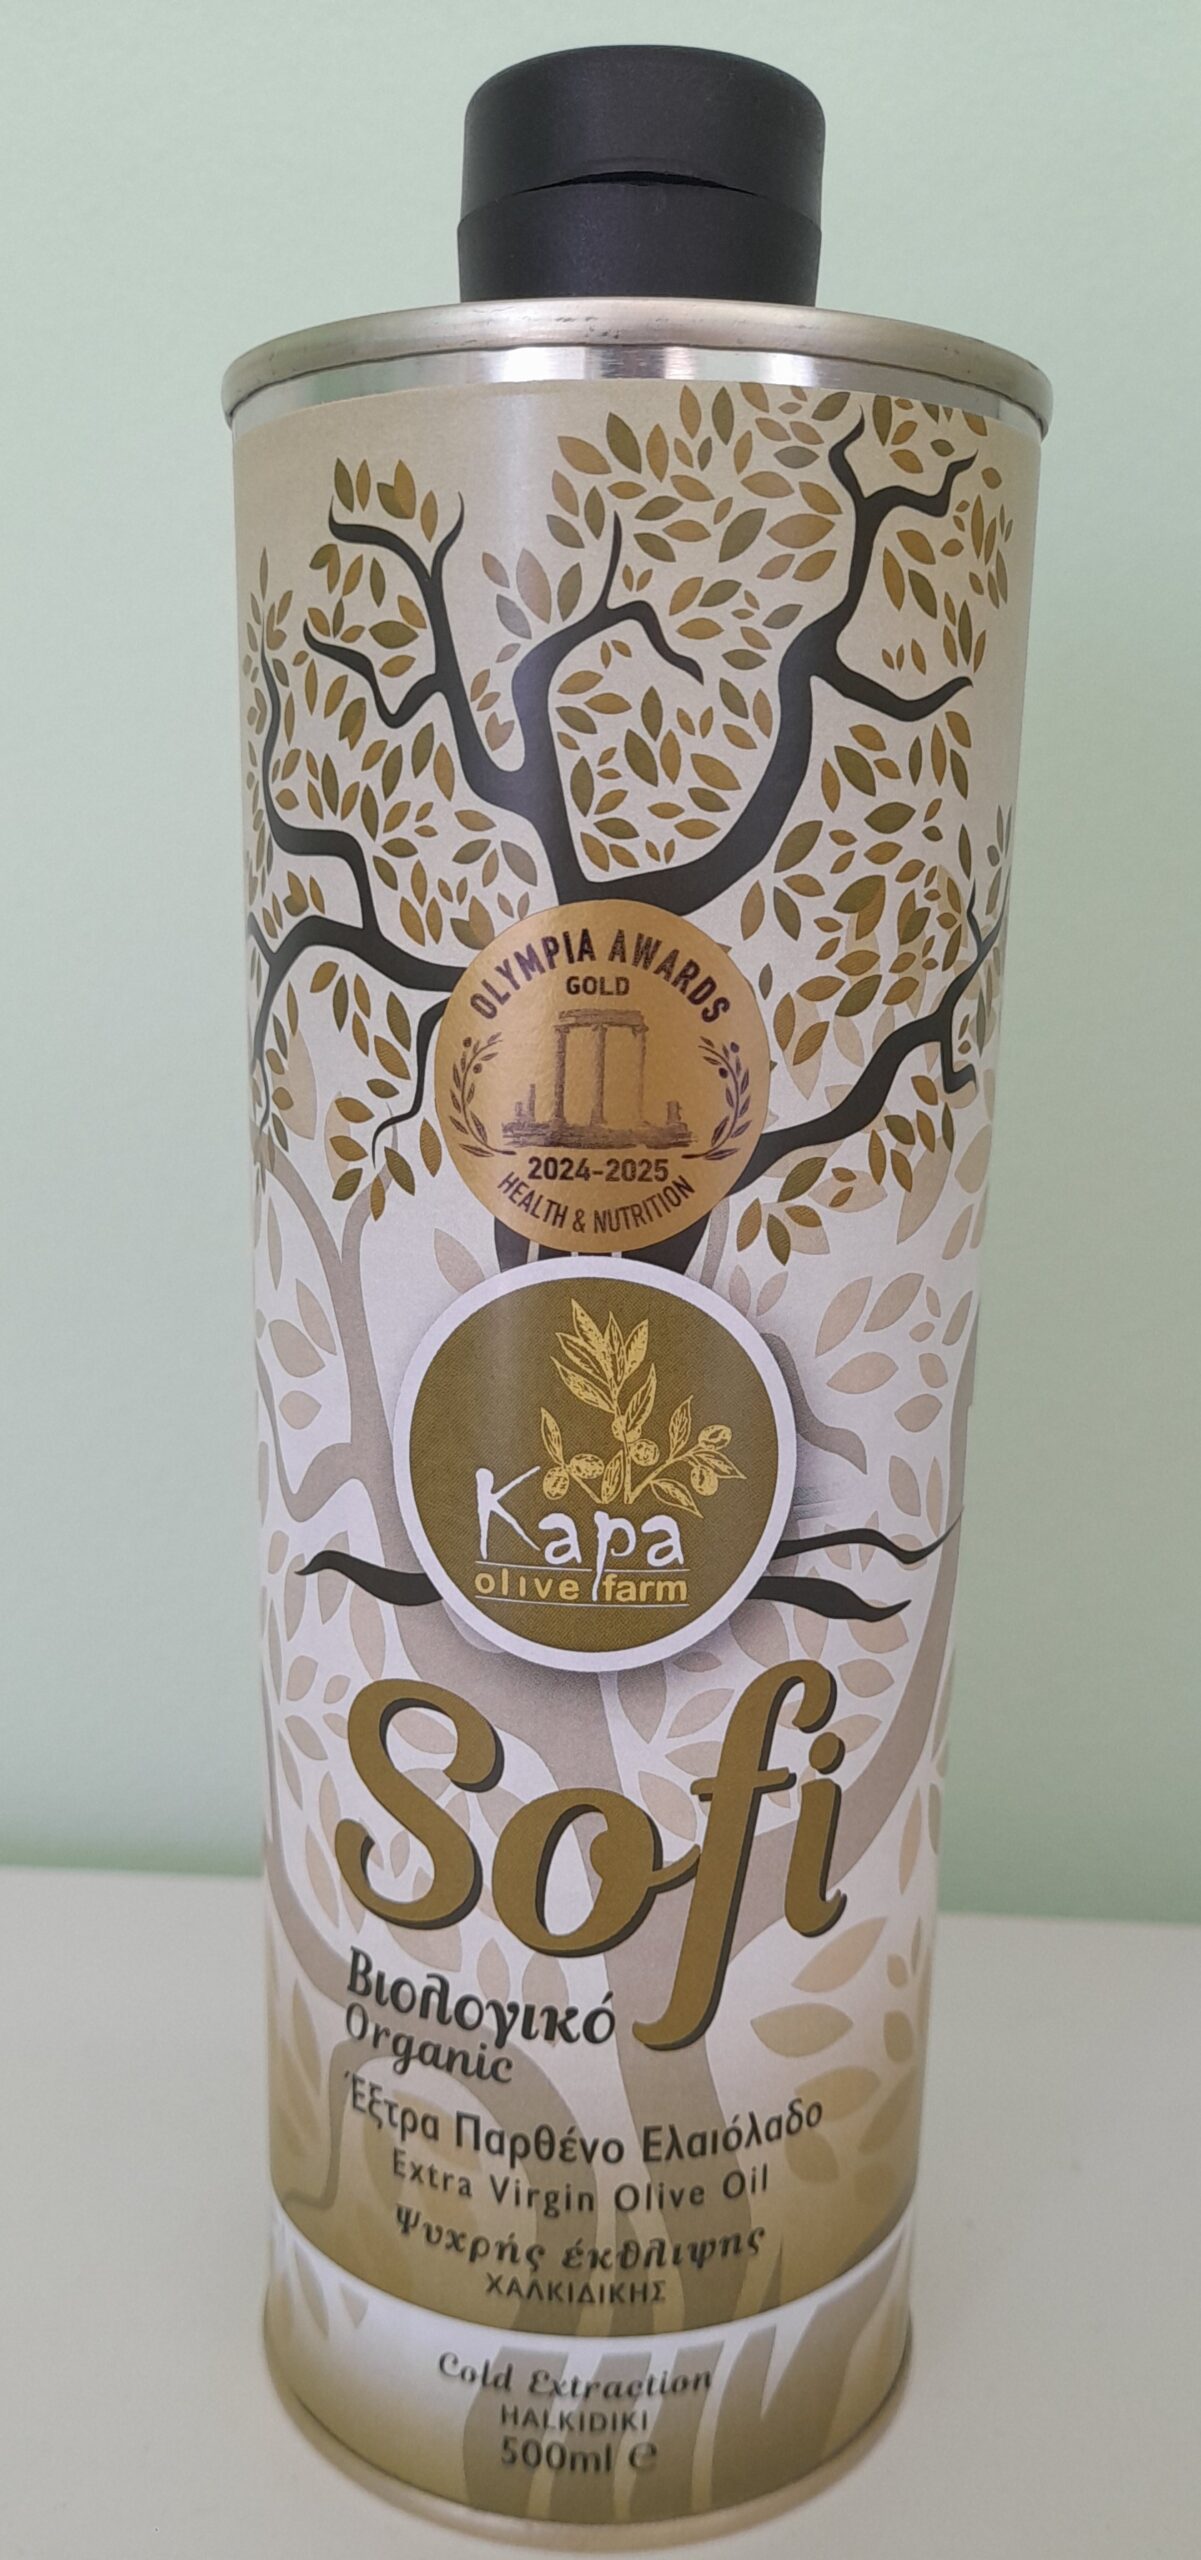 OLYMPIA AWARDS
GOLD
2024-2025
HEALTH & NUTRITION
Kapa
olive farm
Sofi
Βιολογικό
Organic
Έξτρα Παρθένο Ελαιόλαδο
Extra Virgin Olive Oil
Ψυχρής έκθλιψης
ΧΑΛΚΙΔΙΚΗΣ
Cold Extraction
HALKIDIKI
500ml ℮